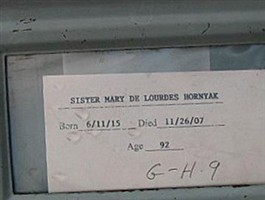 SISTER MARY DE LOURDES HORNYAK
Born 6/11/15 Died 11/26/07
Age 92
G-H.9